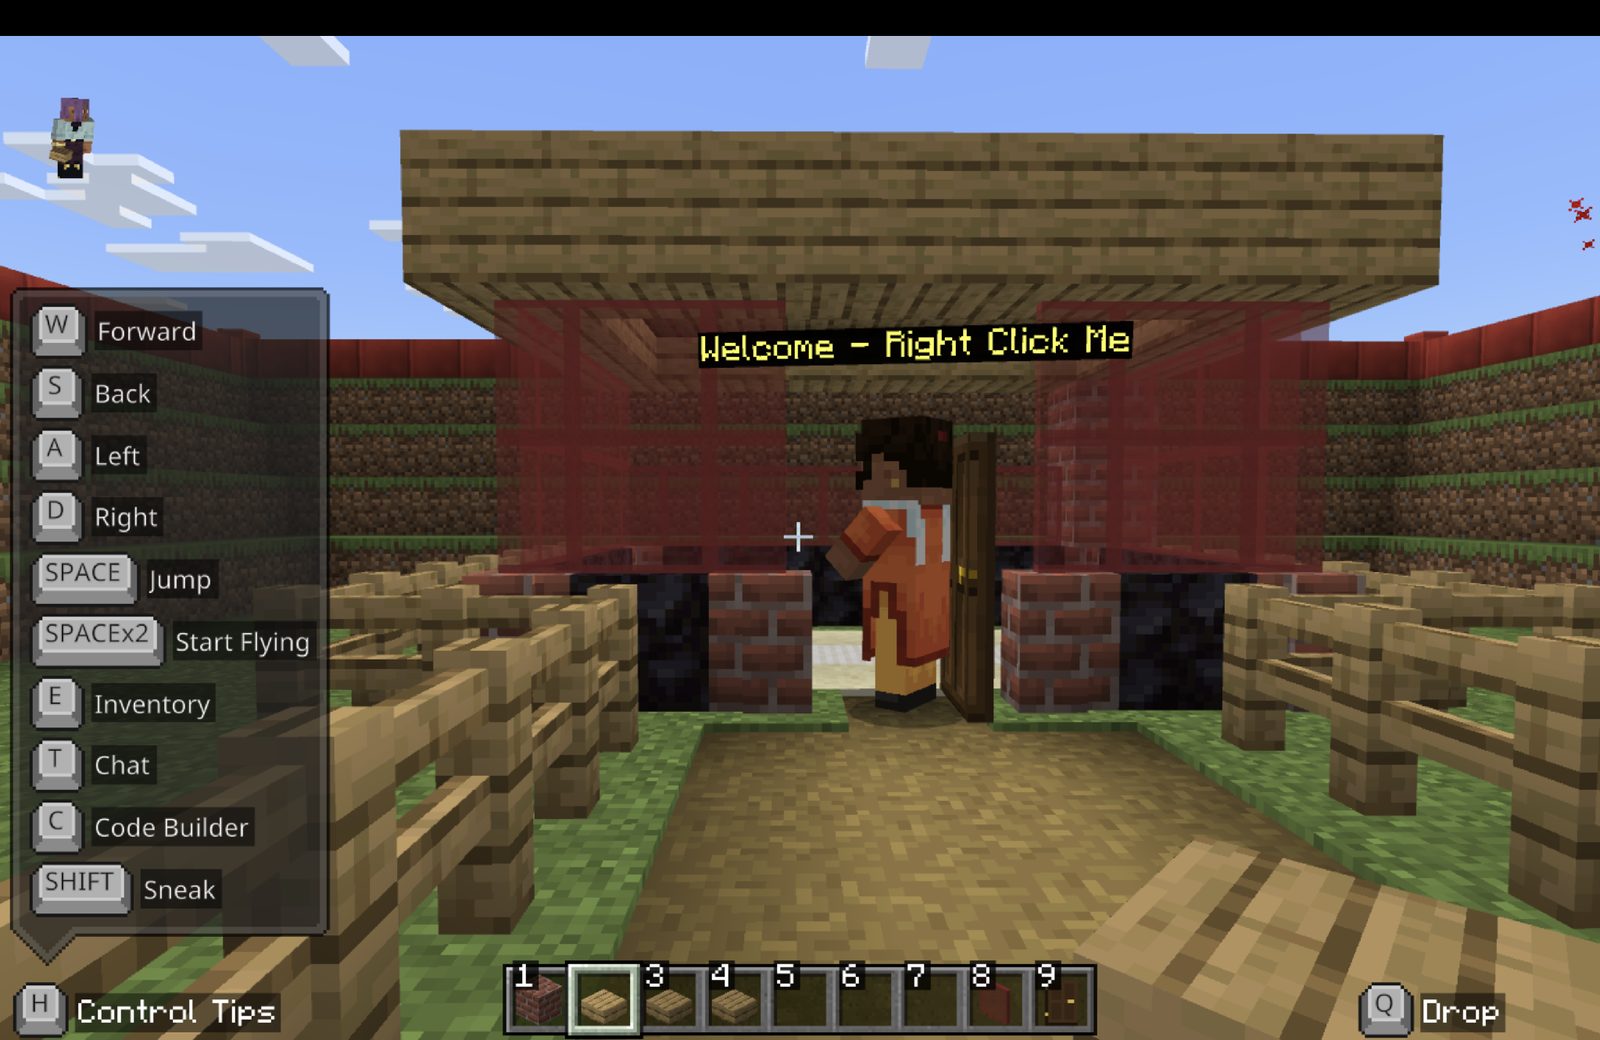 Welcome - Right Click Me
W Forward
S Back
A Left
D Right
SPACE Jump
SPACEx2 Start Flying
E Inventory
T Chat
C Code Builder
SHIFT Sneak
H Control Tips
1 3 4 5 6 7 8 9
Q Drop